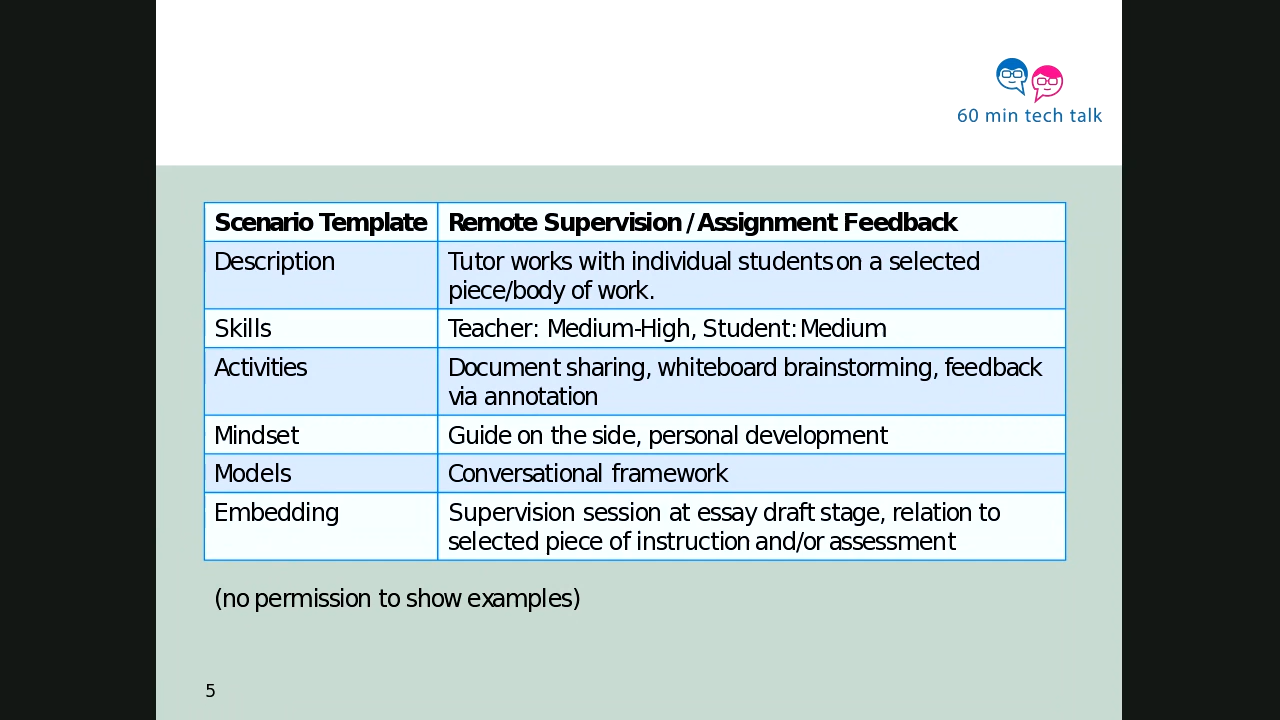 60 min tech talk
Scenario Template Remote Supervision / Assignment Feedback
Description Tutor works with individual students on a selected
piece/body of work.
Skills Teacher: Medium-High, Student: Medium
Activities Document sharing, whiteboard brainstorming, feedback
via annotation
Mindset Guide on the side, personal development
Models Conversational framework
Embedding Supervision session at essay draft stage, relation to
selected piece of instruction and/or assessment
(no permission to show examples)
5